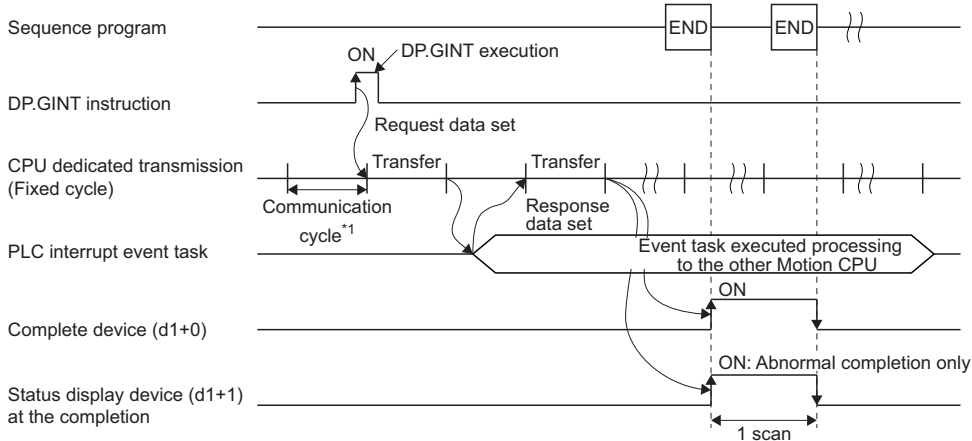 Sequence program
END
END
ON
DP.GINT execution
DP.GINT instruction
Request data set
CPU dedicated transmission
(Fixed cycle)
Transfer
Transfer
Communication
cycle*1
Response
data set
PLC interrupt event task
Event task executed processing
to the other Motion CPU
ON
Complete device (d1+0)
ON: Abnormal completion only
Status display device (d1+1)
at the completion
1 scan